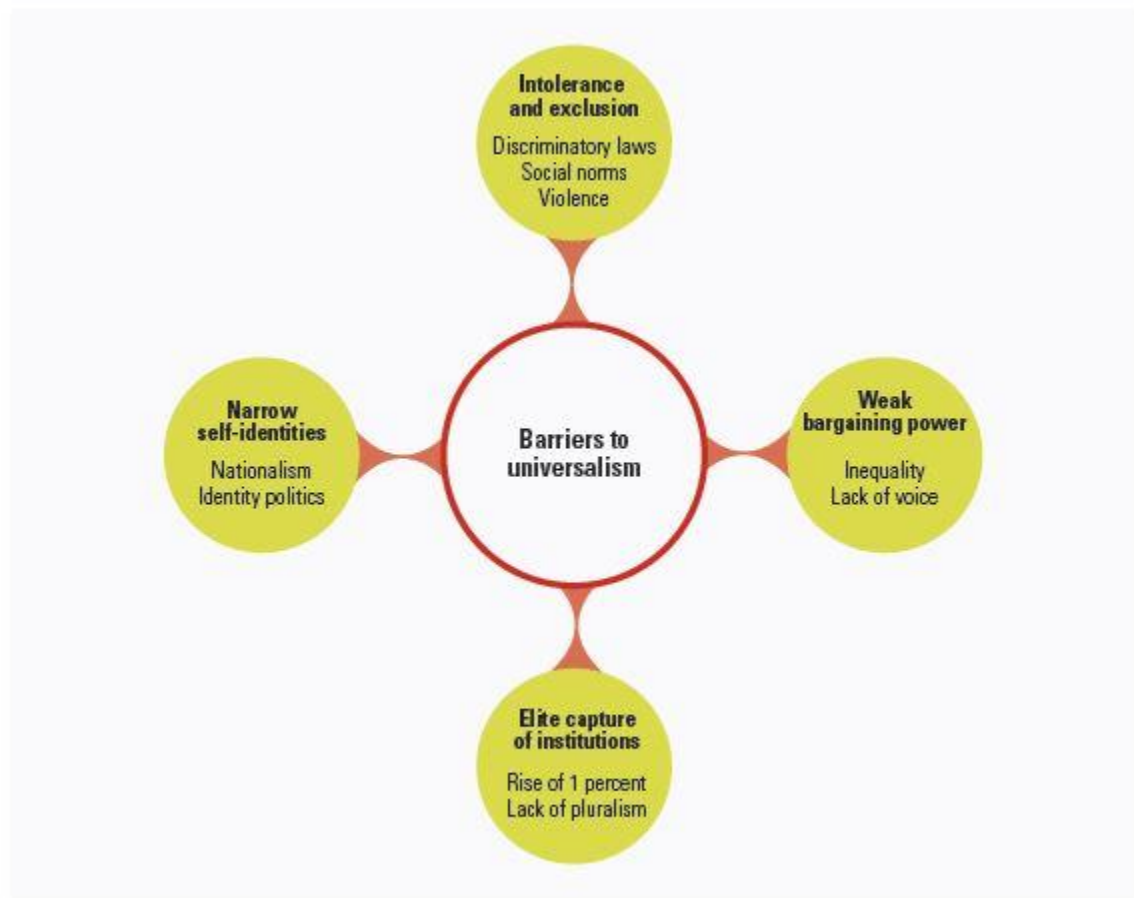 Intolerance
and exclusion
Discriminatory laws
Social norms
Violence
Narrow
self-identities
Nationalism
Identity politics
Barriers to
universalism
Weak
bargaining power
Inequality
Lack of voice
Elite capture
of institutions
Rise of 1 percent
Lack of pluralism